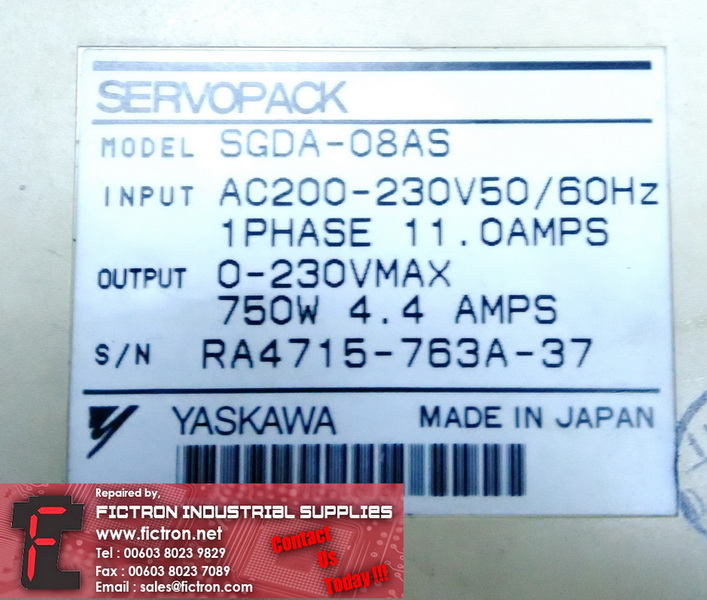 SERVOPACK
MODEL SGDA-08AS
INPUT AC200-230V50/60Hz
1PHASE 11.0AMPS
OUTPUT 0-230VMAX
750W 4.4 AMPS
S/N RA4715-763A-37
YASKAWA MADE IN JAPAN
Repaired by,
FICTRON INDUSTRIAL SUPPLIES
www.fictron.net
Tel : 00603 8023 9829
Fax : 00603 8023 7089
Email : sales@fictron.com
Contact
Us
Today !!!